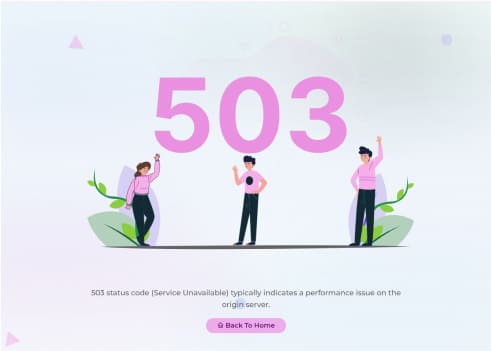 503
503 status code (Service Unavailable) typically indicates a performance issue on the
origin server.
Back To Home